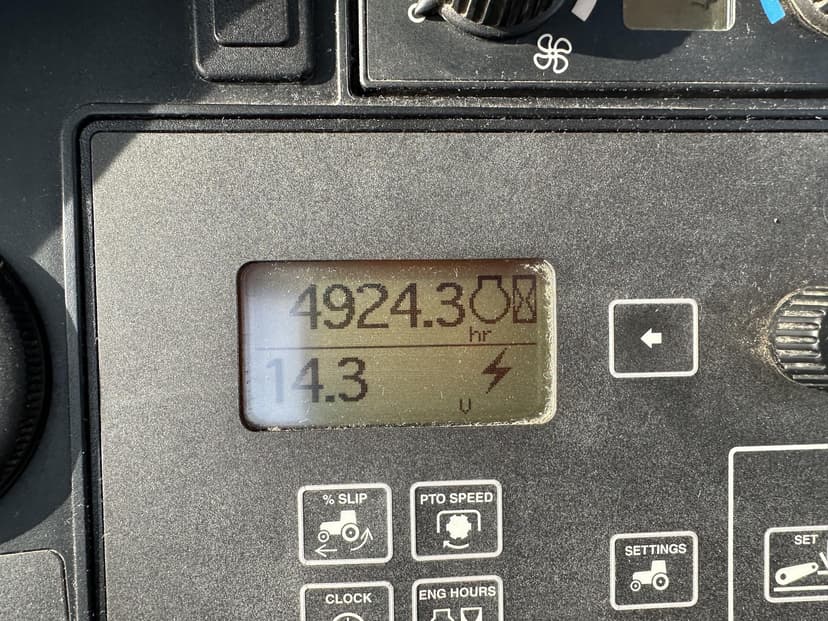 4924.3
hr
14.3
V
% SLIP
PTO SPEED
SETTINGS
SET
CLOCK
ENG HOURS